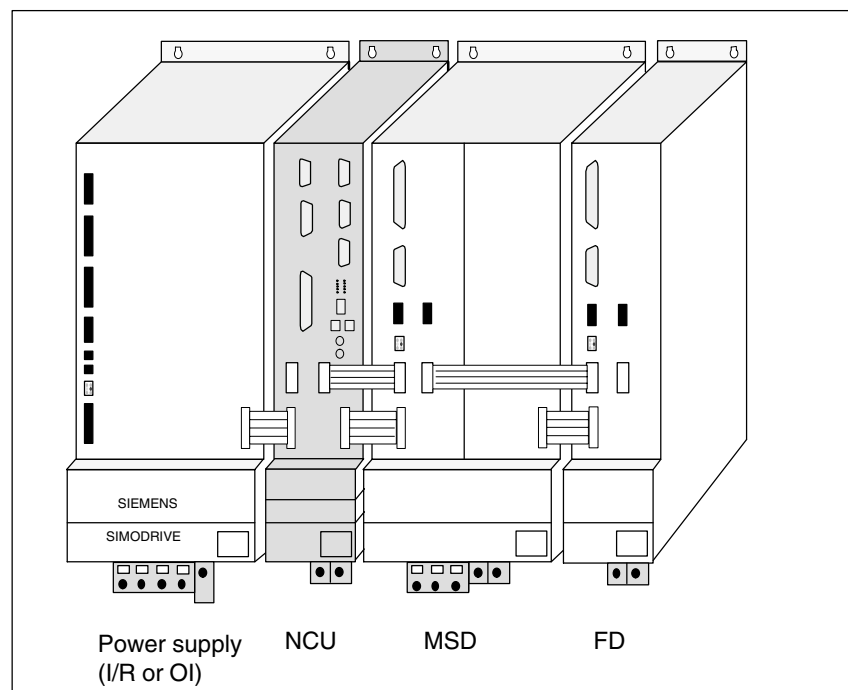 SIEMENS
SIMODRIVE
Power supply
(I/R or OI)
NCU
MSD
FD